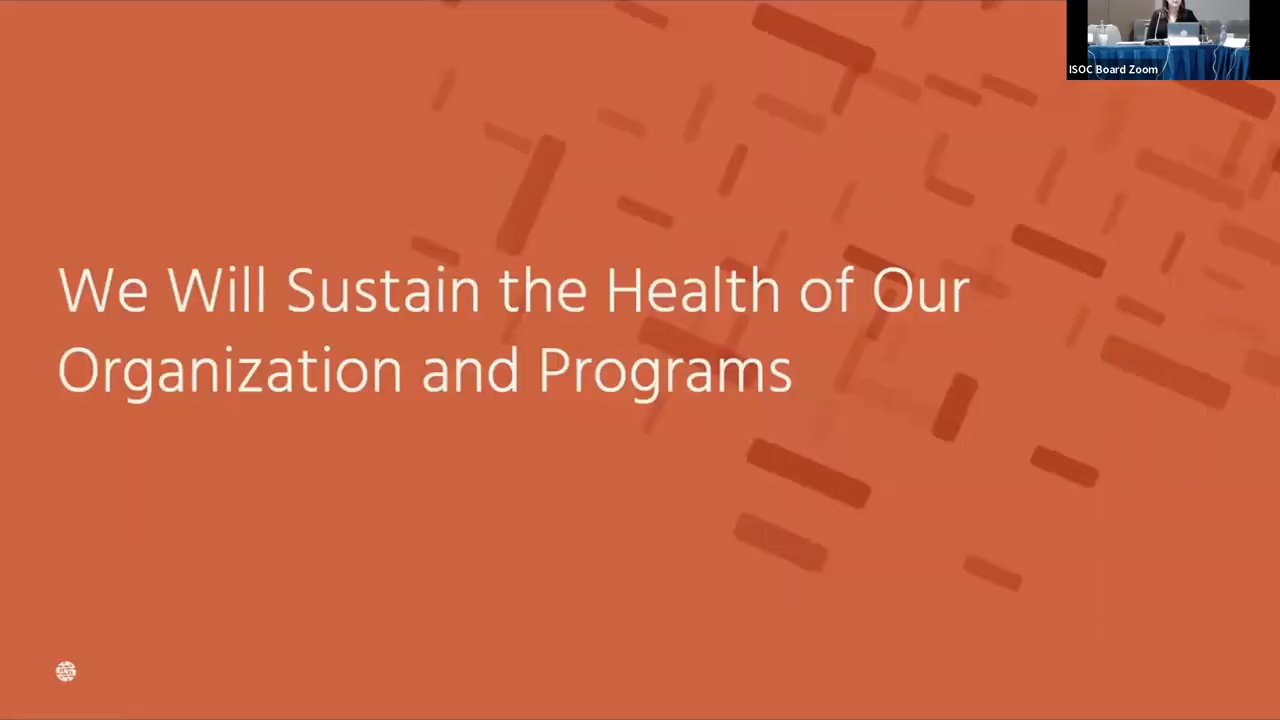 ISOC Board Zoom
We Will Sustain the Health of Our
Organization and Programs